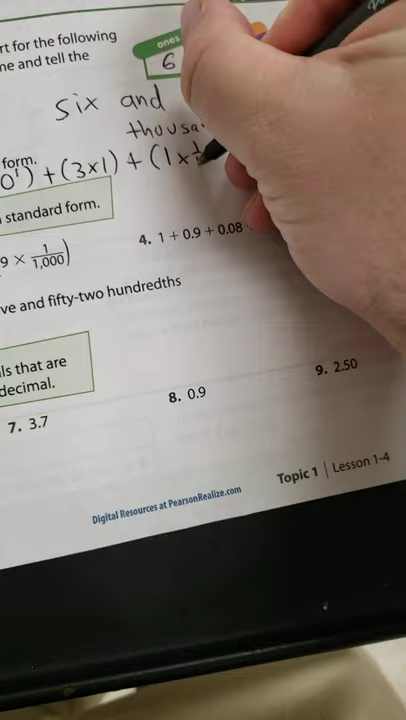 rt for the following
ne and tell the
ones
6
six and
thousa
form.
0¹) + (3×1) + (1 × 1
standard form.
9 × 1/1,000)
4. 1 + 0.9 + 0.08
ve and fifty-two hundredths
ls that are
decimal.
7. 3.7
8. 0.9
9. 2.50
Digital Resources at PearsonRealize.com
Topic 1 | Lesson 1-4